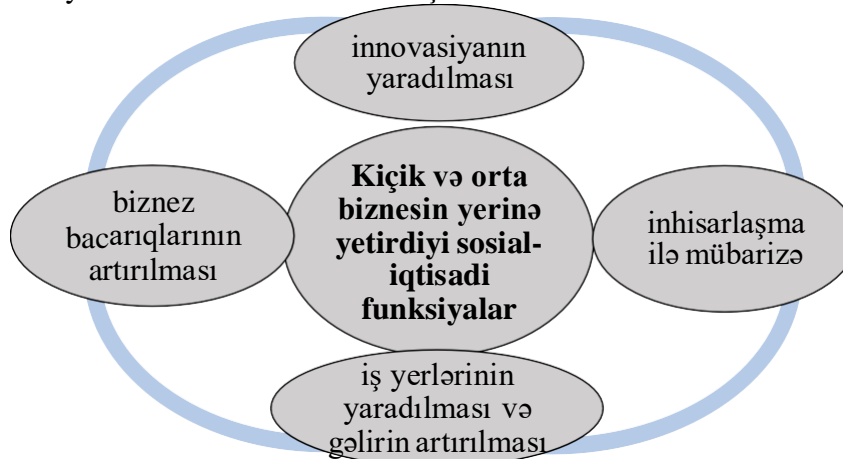 innovasiyanın
yaradılması
Kiçik və orta
biznesin yerinə
yetirdiyi sosial-
iqtisadi
funksiyalar
biznez
bacarıqlarının
artırılması
inhisarlaşma
ilə mübarizə
iş yerlərinin
yaradılması və
gəlirin artırılması